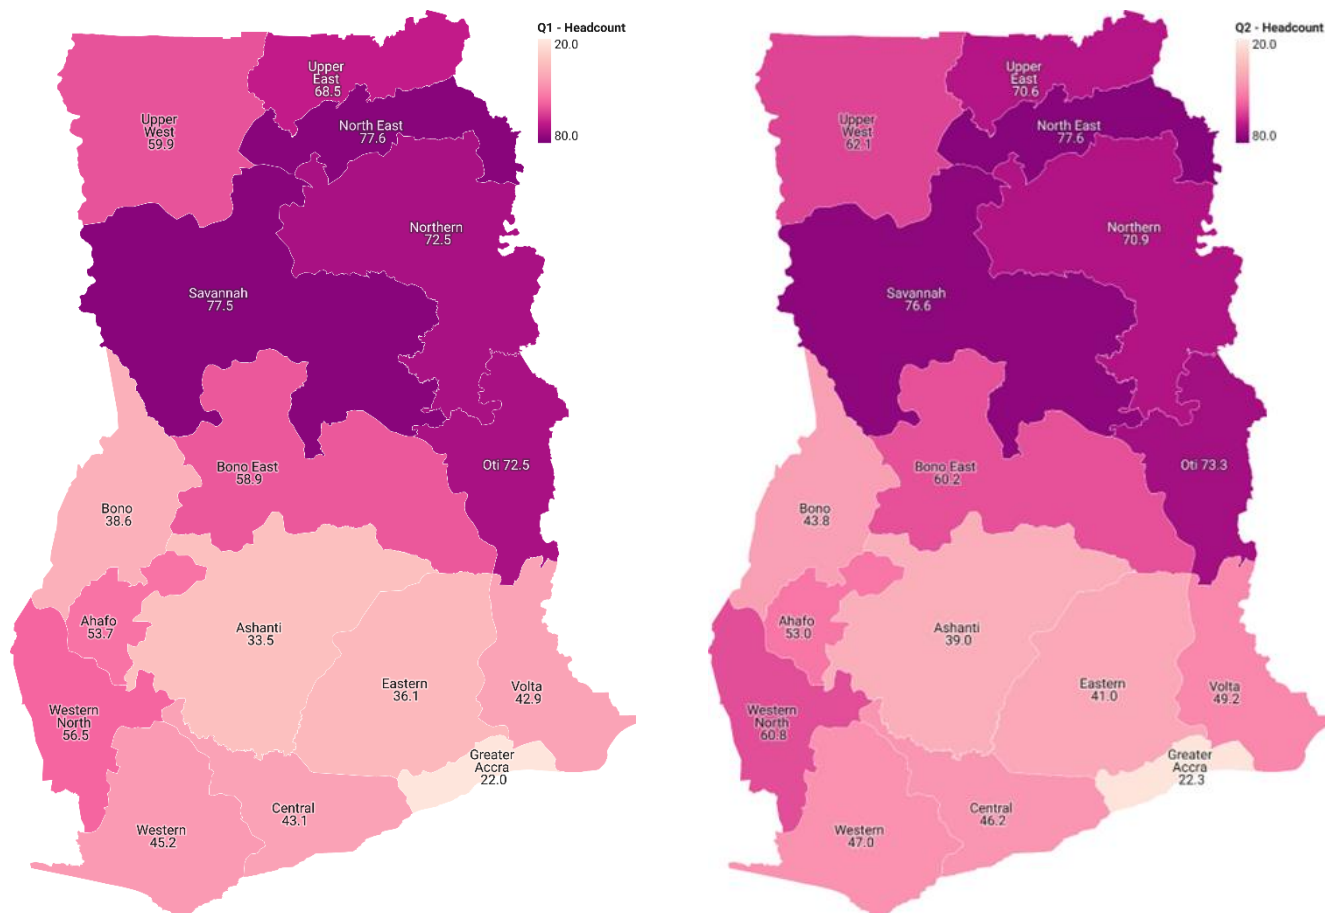 Q1 - Headcount
20.0
80.0
Upper
East
68.5
North East
77.6
Upper
West
59.9
Northern
72.5
Savannah
77.5
Bono East
58.9
Oti 72.5
Bono
38.6
Ahafo
53.7
Ashanti
33.5
Eastern
36.1
Volta
42.9
Western
North
56.5
Greater
Accra
22.0
Central
43.1
Western
45.2
Q2 - Headcount
20.0
80.0
Upper
East
70.6
North East
77.6
Upper
West
62.1
Northern
70.9
Savannah
76.6
Bono East
60.2
Oti 73.3
Bono
43.8
Ahafo
53.0
Ashanti
39.0
Eastern
41.0
Volta
49.2
Western
North
60.8
Greater
Accra
22.3
Central
46.2
Western
47.0